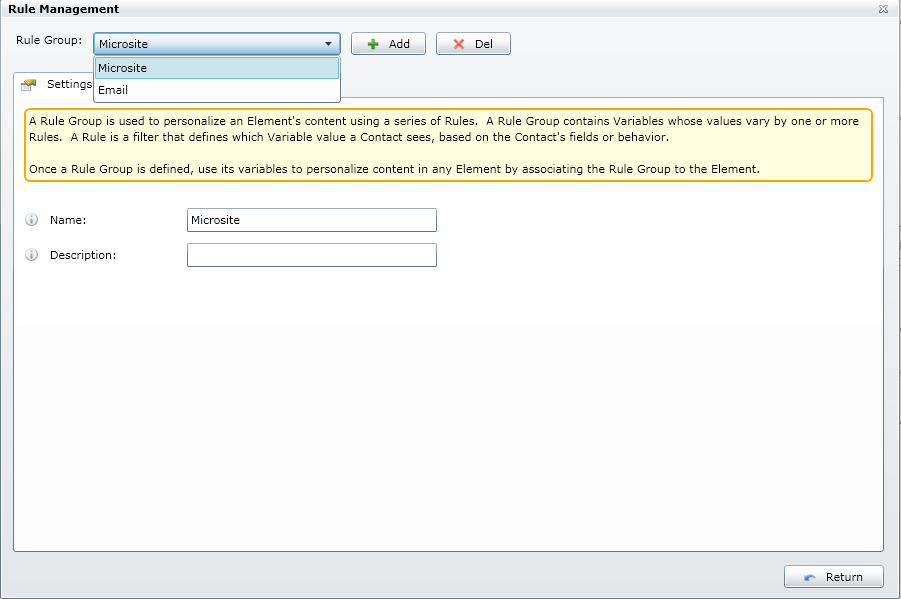 Rule Management
Rule Group:
Microsite
Add
Del
Microsite
Email
Settings
A Rule Group is used to personalize an Element's content using a series of Rules.  A Rule Group contains Variables whose values vary by one or more
Rules.  A Rule is a filter that defines which Variable value a Contact sees, based on the Contact's fields or behavior.
Once a Rule Group is defined, use its variables to personalize content in any Element by associating the Rule Group to the Element.
Name:
Microsite
Description:
Return